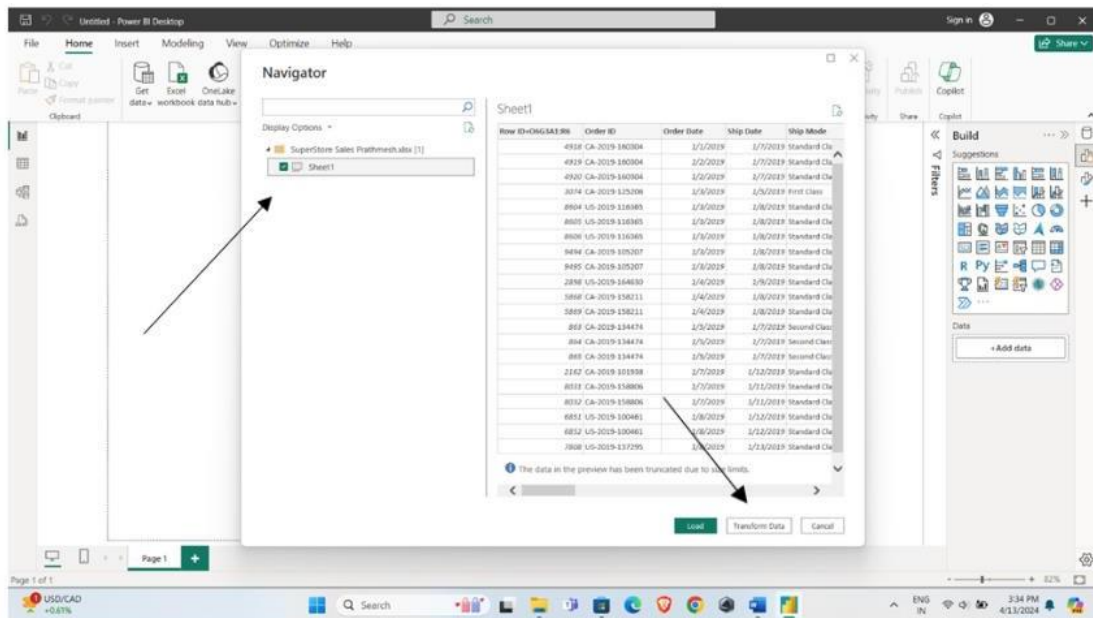 Untitled - Power BI Desktop
Search
Sign in
File Home Insert Modeling View Optimize Help
Share
Paste
Cut
Copy
Format painter
Get data
Excel workbook
OneLake data hub
Publish
Copilot
Clipboard
Share
Copilot
Navigator
Display Options
SuperStore Sales Prathmesh.xlsx [1]
Sheet1
Sheet1
Row ID+O6G3A1:R6 Order ID Order Date Ship Date Ship Mode
4918 CA-2019-160304 1/1/2019 1/7/2019 Standard Cla
4919 CA-2019-160304 1/2/2019 1/7/2019 Standard Cla
4920 CA-2019-160304 1/2/2019 1/7/2019 Standard Cla
3074 CA-2019-125206 1/3/2019 1/5/2019 First Class
8604 US-2019-116365 1/3/2019 1/8/2019 Standard Cla
8605 US-2019-116365 1/3/2019 1/8/2019 Standard Cla
8606 US-2019-116365 1/3/2019 1/8/2019 Standard Cla
9494 CA-2019-105207 1/3/2019 1/8/2019 Standard Cla
9495 CA-2019-105207 1/3/2019 1/8/2019 Standard Cla
2898 US-2019-164630 1/4/2019 1/9/2019 Standard Cla
5868 CA-2019-158211 1/4/2019 1/8/2019 Standard Cla
5869 CA-2019-158211 1/4/2019 1/8/2019 Standard Cla
863 CA-2019-134474 1/5/2019 1/7/2019 Second Class
864 CA-2019-134474 1/5/2019 1/7/2019 Second Class
865 CA-2019-134474 1/5/2019 1/7/2019 Second Class
2162 CA-2019-101938 1/7/2019 1/12/2019 Standard Cla
8031 CA-2019-158806 1/7/2019 1/11/2019 Standard Cla
8032 CA-2019-158806 1/7/2019 1/11/2019 Standard Cla
6851 US-2019-100461 1/8/2019 1/12/2019 Standard Cla
6852 US-2019-100461 1/8/2019 1/12/2019 Standard Cla
7608 US-2019-137295 1/13/2019 Standard Cla
The data in the preview has been truncated due to size limits.
Load
Transform Data
Cancel
Filters
Build
Suggestions
R Py
Data
+Add data
Page 1
Page 1 of 1
82%
USD/CAD
+0.61%
Search
ENG
IN
3:34 PM
4/13/2024